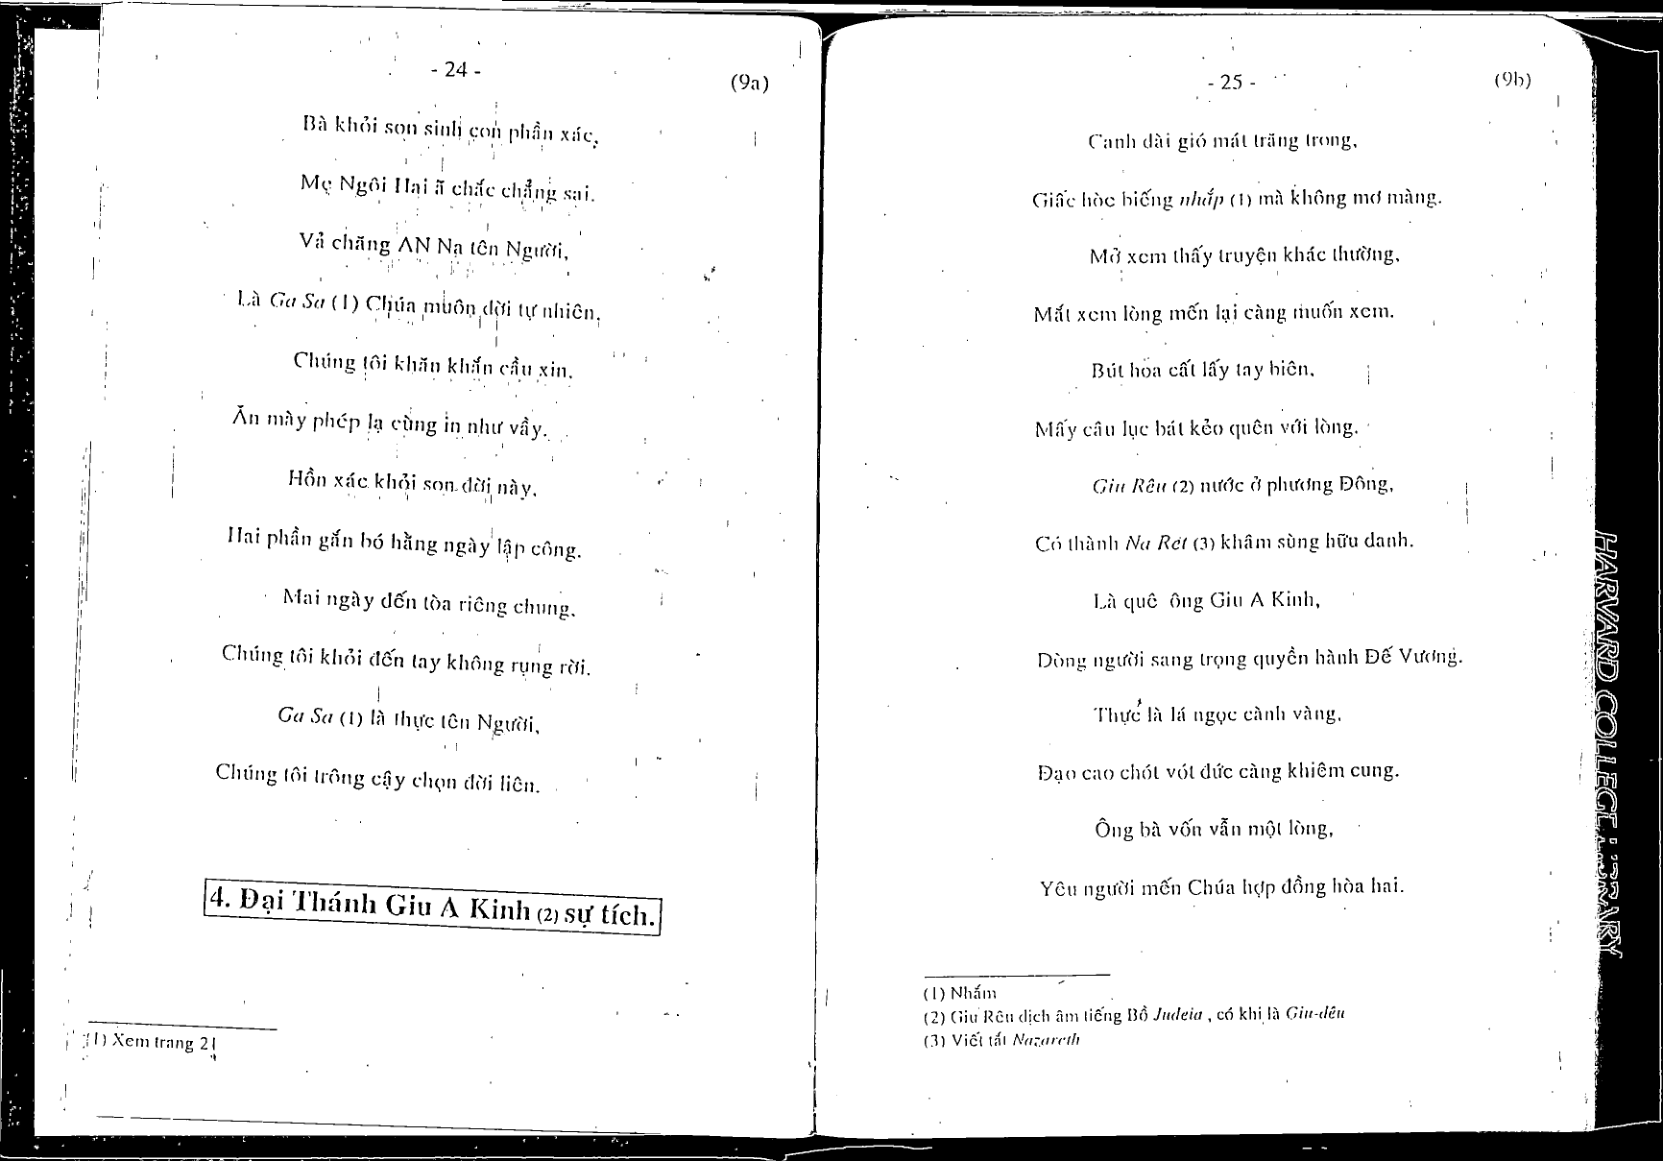 - 24 -
(9a)
Bà khỏi son sinh con phần xác,
Mẹ Ngôi Hai ã chắc chẳng sai.
Vả chăng AN Na tên Người,
Là Ga Sa (1) Chúa muôn đời tự nhiên,
Chúng tôi khăn khắn cầu xin.
Ăn mày phép lạ cùng in như vầy.
Hồn xác khỏi son đời này,
Hai phần gắn bó hằng ngày lập công.
Mai ngày đến tòa riêng chung,
Chúng tôi khỏi đến tay không rụng rời.
Ga Sa (1) là thực tên Người,
Chúng tôi trông cậy chọn đời liên.
4. Đại Thánh Giu A Kinh (2) sự tích.
(1) Xem trang 21
- 25 -
(9b)
Canh dài gió mát trăng trong,
Giấc hòe biếng nhắp (1) mà không mơ màng.
Mở xem thấy truyện khác thường,
Mắt xem lòng mến lại càng muốn xem.
Bút hoa cất lấy tay biên,
Mấy câu lục bát kẻo quên với lòng.
Giu Rêu (2) nước ở phương Đông,
Có thành Na Rét (3) khâm sùng hữu danh.
Là quê ông Giu A Kinh,
Dòng người sang trọng quyền hành Đế Vương.
Thực là lá ngọc cành vàng,
Đạo cao chót vót đức càng khiêm cung.
Ông bà vốn vẫn một lòng,
Yêu người mến Chúa hợp đồng hòa hai.
(1) Nhắm
(2) Giu Rêu dịch âm tiếng Bồ Judeia , có khi là Giu-dêu
(3) Viết tắt Nazareth
HARVARD COLLEGE LIBRARY